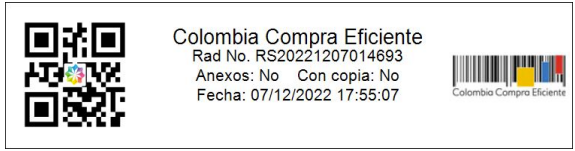 Colombia Compra Eficiente
Rad No. RS20221207014693
Anexos: No Con copia: No
Fecha: 07/12/2022 17:55:07
Colombia Compra Eficiente